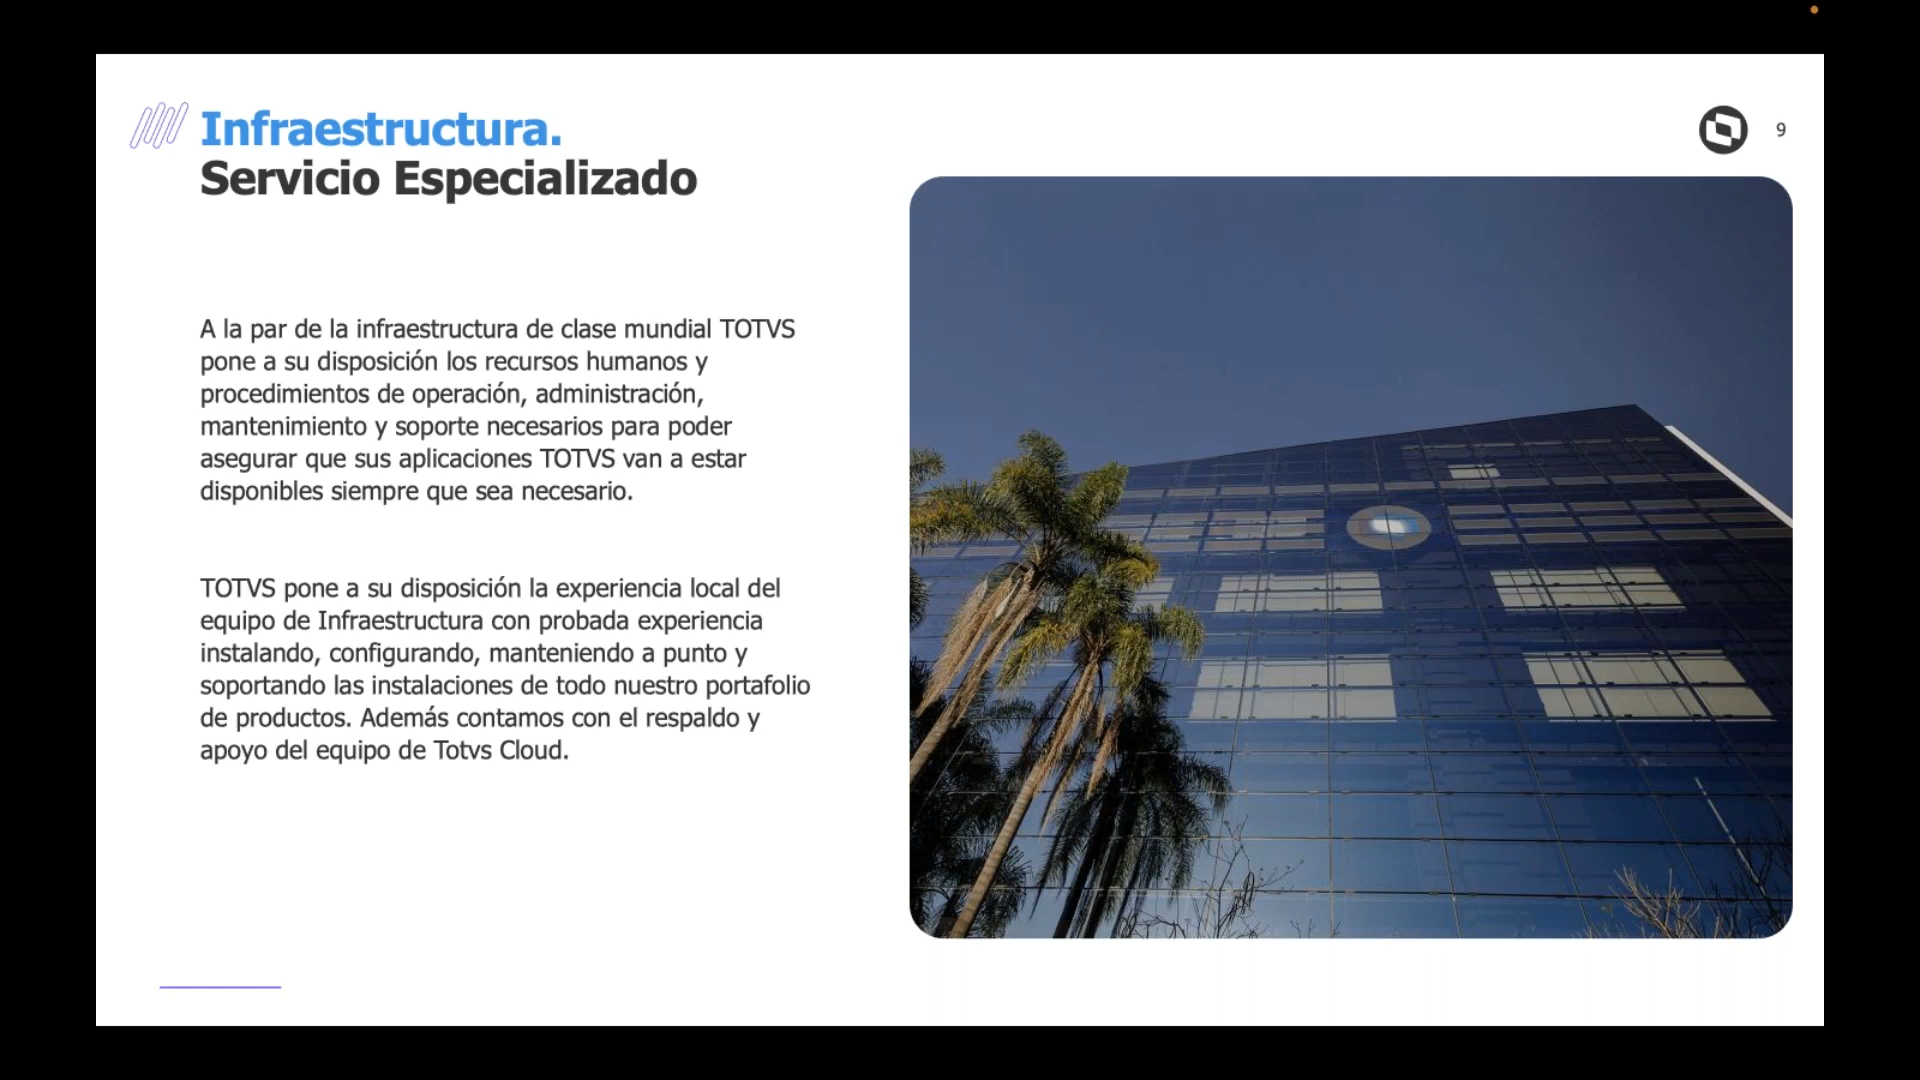 Infraestructura.
Servicio Especializado
9
A la par de la infraestructura de clase mundial TOTVS
pone a su disposición los recursos humanos y
procedimientos de operación, administración,
mantenimiento y soporte necesarios para poder
asegurar que sus aplicaciones TOTVS van a estar
disponibles siempre que sea necesario.
TOTVS pone a su disposición la experiencia local del
equipo de Infraestructura con probada experiencia
instalando, configurando, manteniendo a punto y
soportando las instalaciones de todo nuestro portafolio
de productos. Además contamos con el respaldo y
apoyo del equipo de Totvs Cloud.